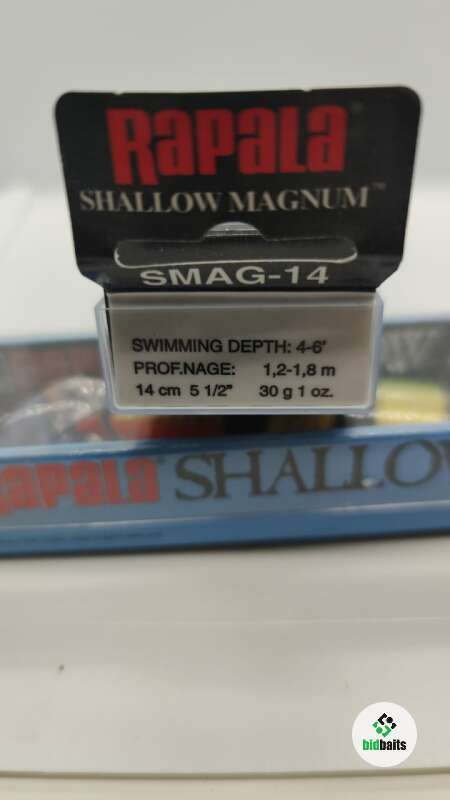 Rapala
SHALLOW MAGNUM™
SMAG-14
SWIMMING DEPTH: 4-6'
PROF.NAGE: 1,2-1,8 m
14 cm 5 1/2" 30 g 1 oz.
RAPALA SHALLOW
bidbaits